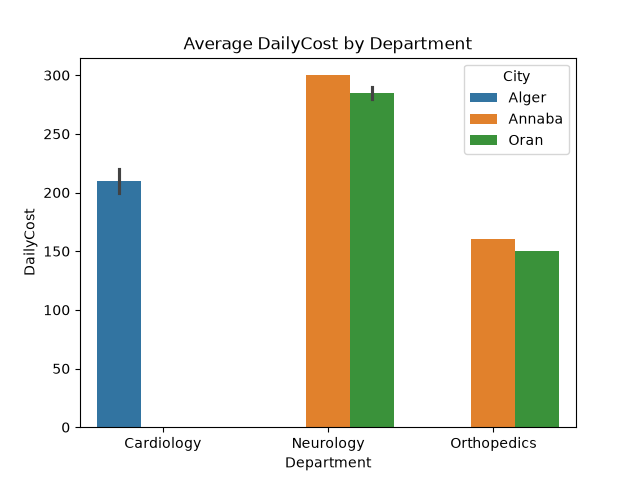 Average DailyCost by Department
City
Alger
Annaba
Oran
300
250
200
150
100
50
0
DailyCost
Cardiology
Neurology
Orthopedics
Department